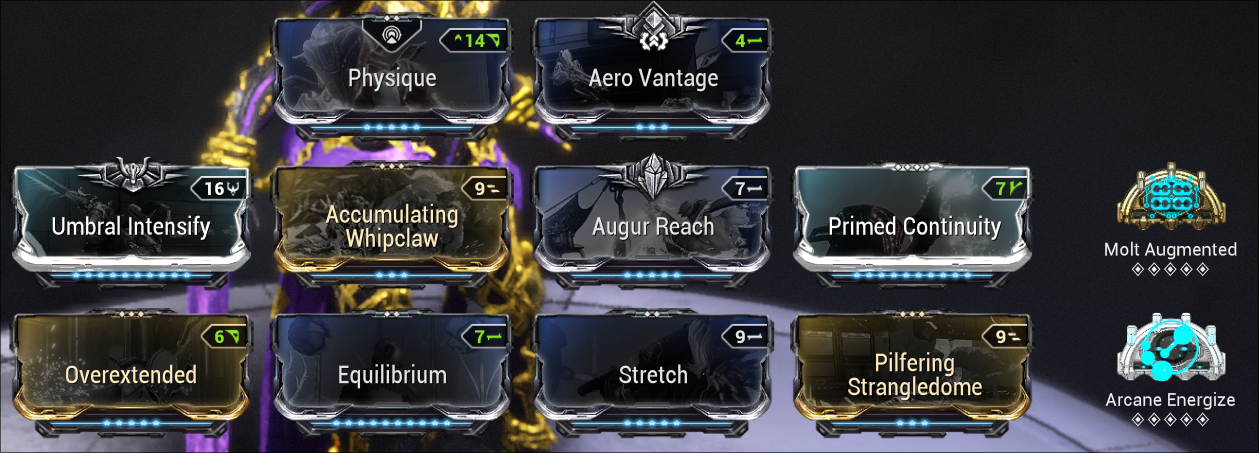 14
Physique
4
Aero Vantage
16
Umbral Intensify
9
Accumulating
Whipclaw
7
Augur Reach
7
Primed Continuity
Molt Augmented
6
Overextended
7
Equilibrium
9
Stretch
9
Pilfering
Strangledome
Arcane Energize